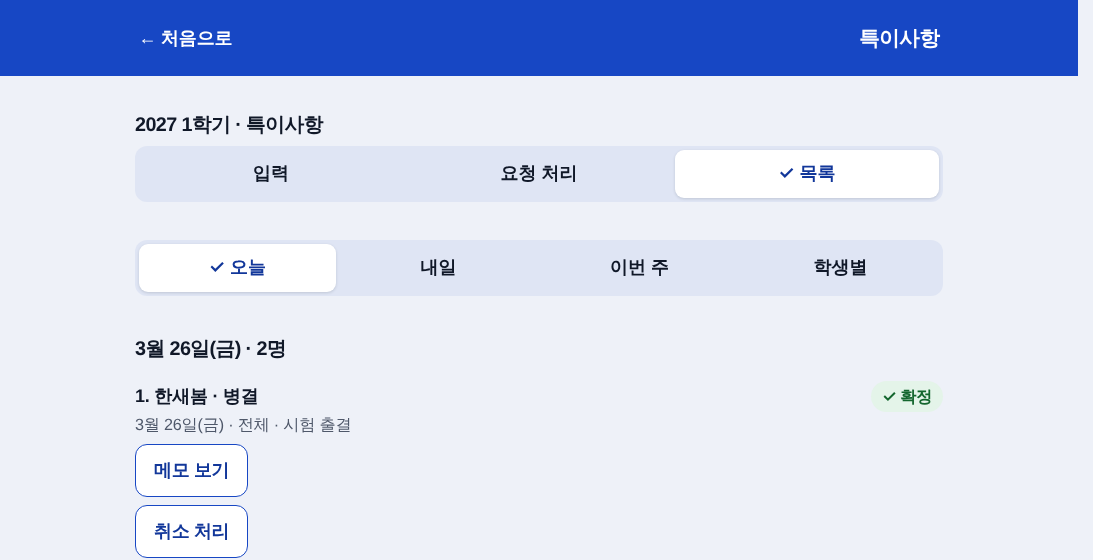 ← 처음으로
특이사항
2027 1학기 · 특이사항
입력
요청 처리
✓ 목록
✓ 오늘
내일
이번 주
학생별
3월 26일(금) · 2명
1. 한새봄 · 병결
✓ 확정
3월 26일(금) · 전체 · 시험 출결
메모 보기
취소 처리